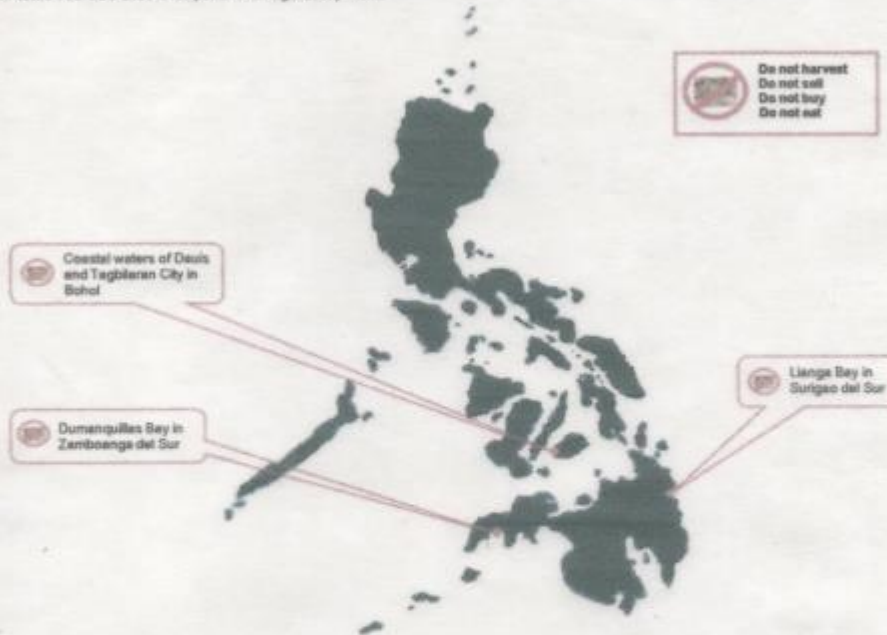 Do not harvest
Do not sell
Do not buy
Do not eat
Coastal waters of Dauis
and Tagbilaran City in
Bohol
Lianga Bay in
Surigao del Sur
Dumanquillas Bay in
Zamboanga del Sur